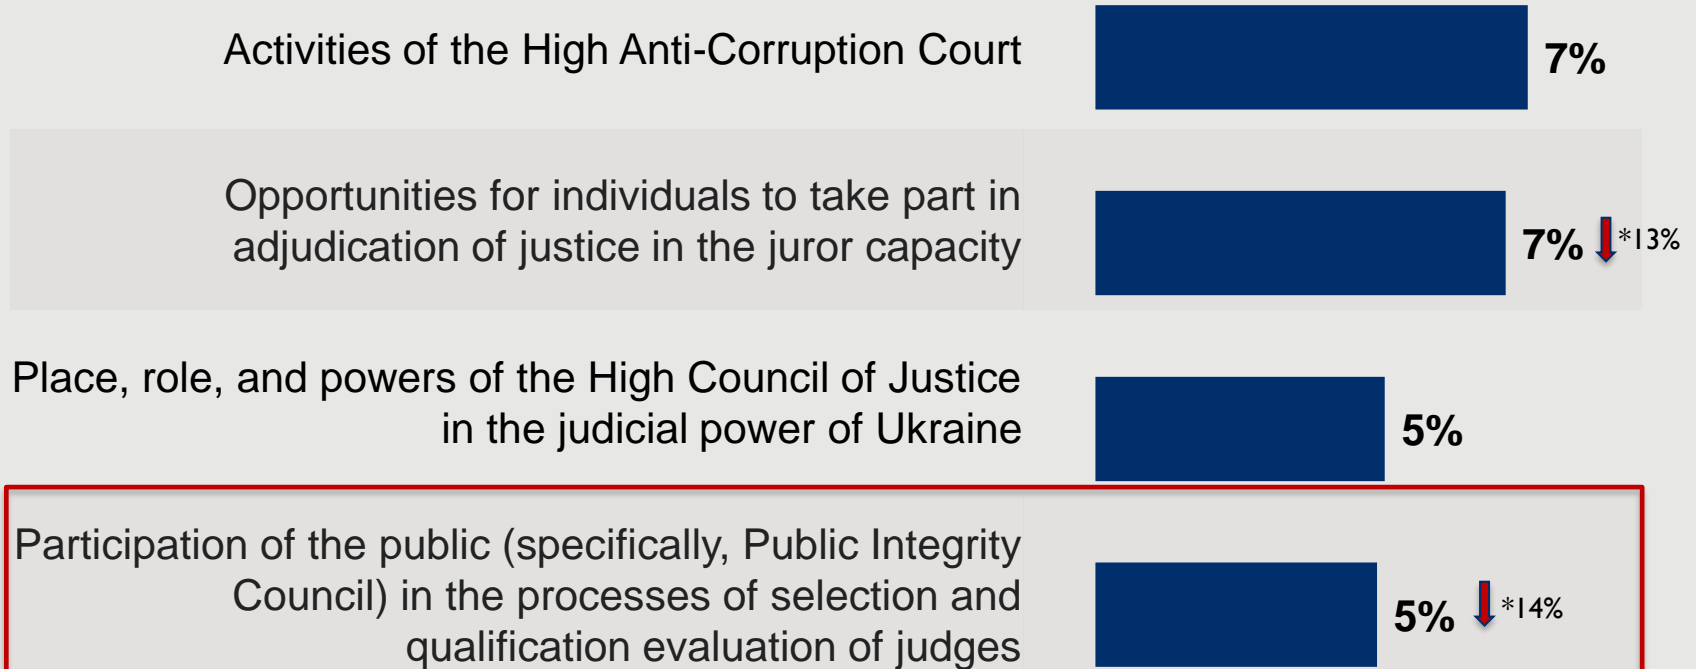 Activities of the High Anti-Corruption Court
7%
Opportunities for individuals to take part in
adjudication of justice in the juror capacity
7% *13%
Place, role, and powers of the High Council of Justice
in the judicial power of Ukraine
5%
Participation of the public (specifically, Public Integrity
Council) in the processes of selection and
qualification evaluation of judges
5% *14%